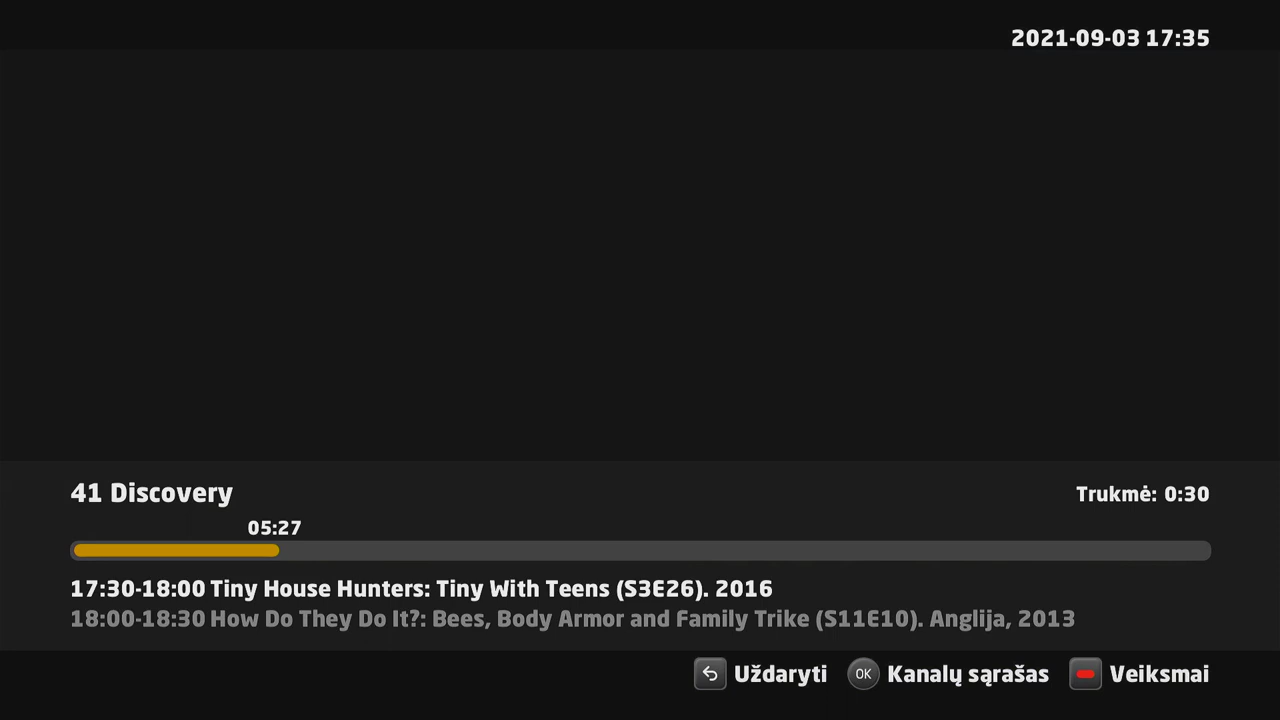 2021-09-03 17:35
41 Discovery
Trukmė: 0:30
05:27
17:30-18:00 Tiny House Hunters: Tiny With Teens (S3E26). 2016
18:00-18:30 How Do They Do It?: Bees, Body Armor and Family Trike (S11E10). Anglija, 2013
Uždaryti OK Kanalų sąrašas Veiksmai